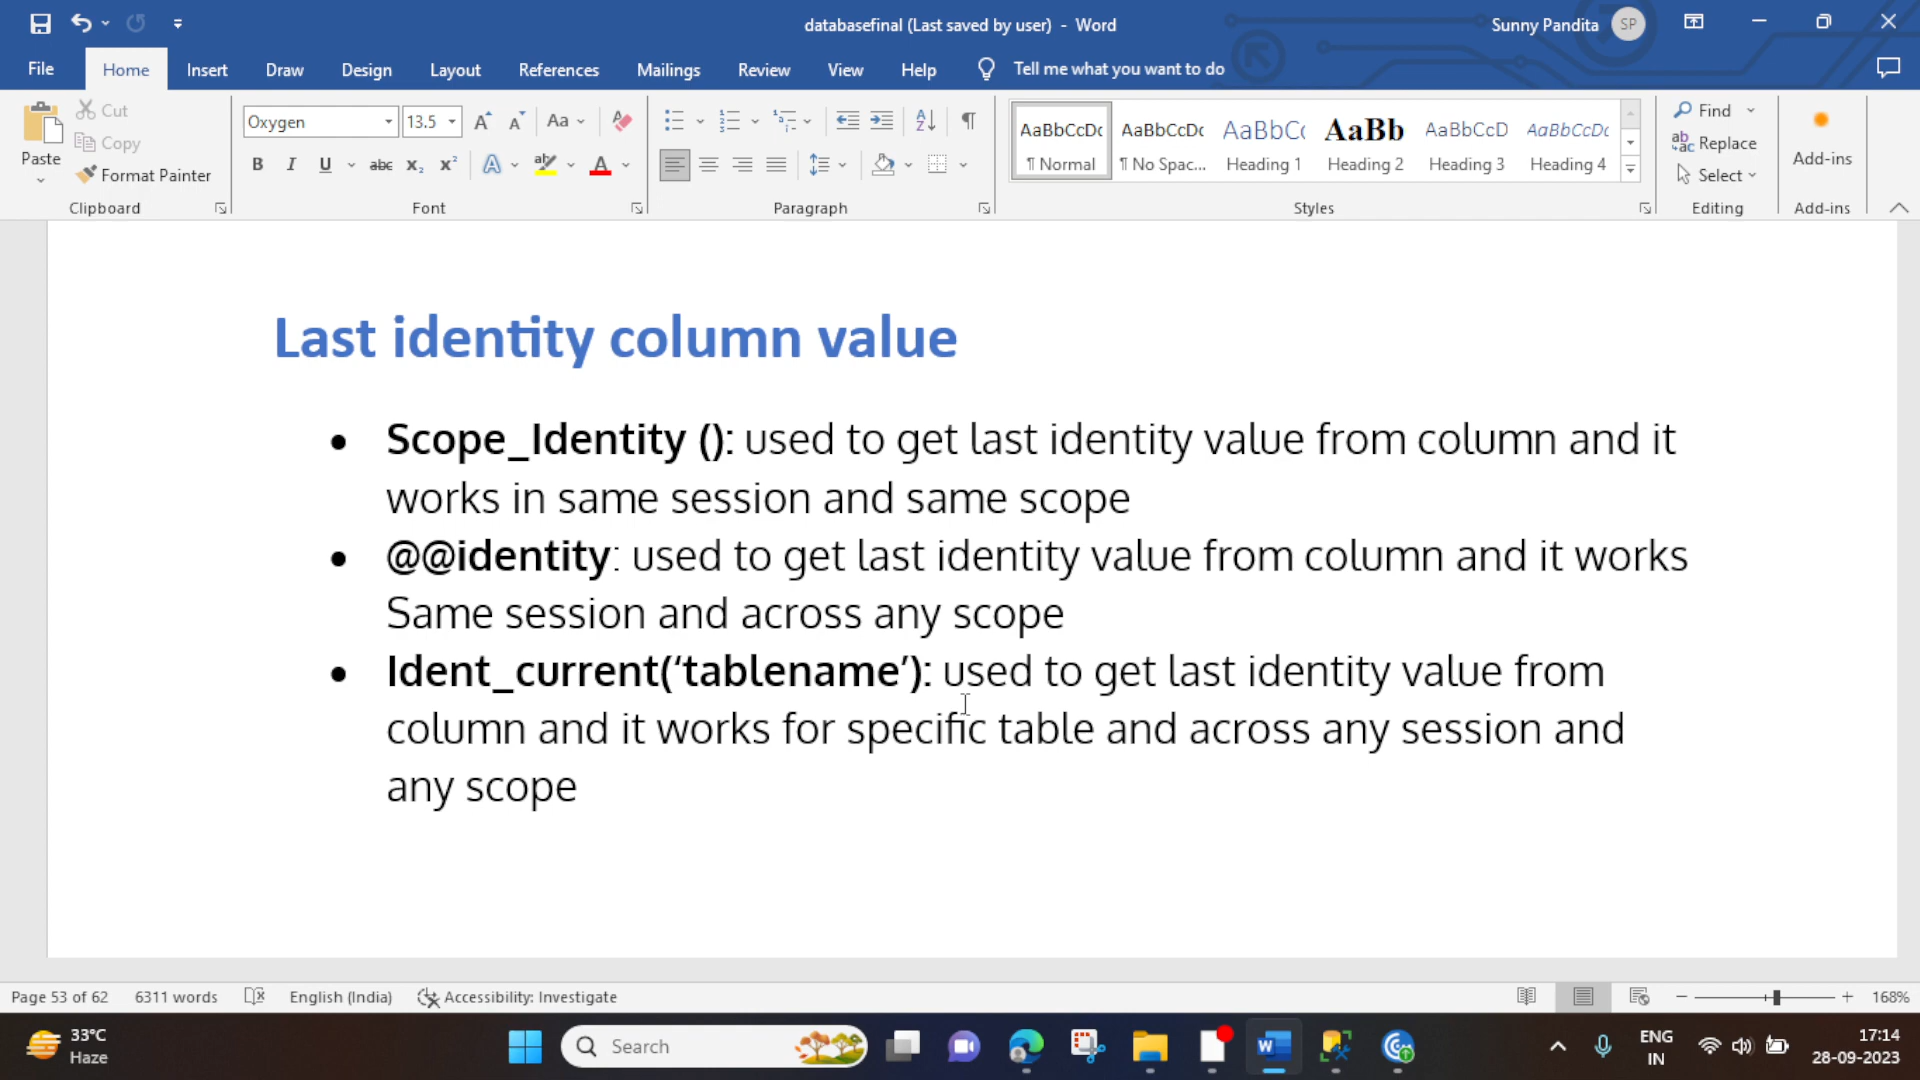 databasefinal (Last saved by user) - Word
Sunny Pandita
SP
File
Home
Insert
Draw
Design
Layout
References
Mailings
Review
View
Help
Tell me what you want to do
Paste
Cut
Copy
Format Painter
Clipboard
Oxygen
13.5
Font
Paragraph
AaBbCcDc
¶ Normal
AaBbCcDc
¶ No Spac...
AaBbC(
Heading 1
AaBb
Heading 2
AaBbCcD
Heading 3
AaBbCcDc
Heading 4
Styles
Find
Replace
Select
Editing
Add-ins
Add-ins
Last identity column value
• Scope_Identity (): used to get last identity value from column and it
works in same session and same scope
• @@identity: used to get last identity value from column and it works
Same session and across any scope
• Ident_current(‘tablename’): used to get last identity value from
column and it works for specific table and across any session and
any scope
Page 53 of 62
6311 words
English (India)
Accessibility: Investigate
168%
33°C
Haze
Search
ENG
IN
17:14
28-09-2023